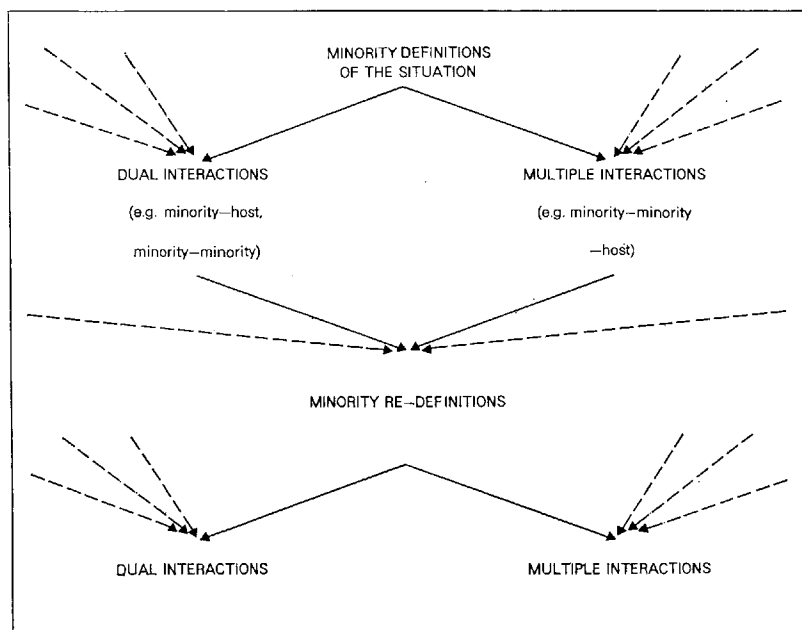 MINORITY DEFINITIONS
OF THE SITUATION
DUAL INTERACTIONS
(e.g. minority—host,
minority—minority)
MULTIPLE INTERACTIONS
(e.g. minority—minority
—host)
MINORITY RE—DEFINITIONS
DUAL INTERACTIONS
MULTIPLE INTERACTIONS